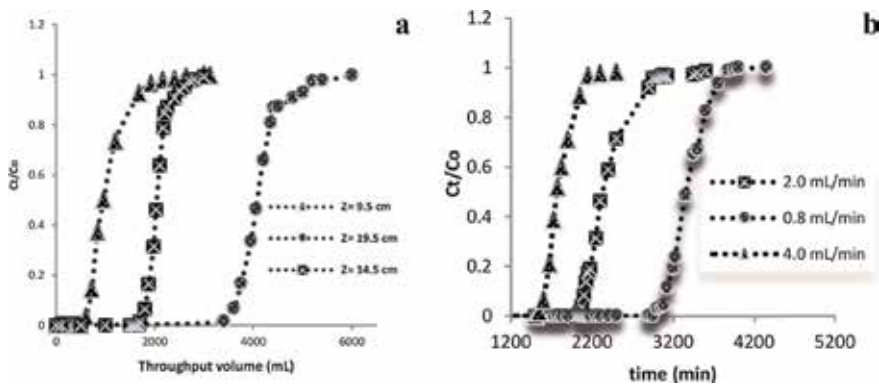 a
1.2
1
0.8
0.6
0.4
0.2
0
Ct/Co
0
2000
4000
6000
Throughput volume (mL)
Z= 9.5 cm
Z= 19.5 cm
Z= 14.5 cm
b
1.2
1
0.8
0.6
0.4
0.2
0
Ct/Co
1200
2200
3200
4200
5200
time (min)
2.0 mL/min
0.8 mL/min
4.0 mL/min